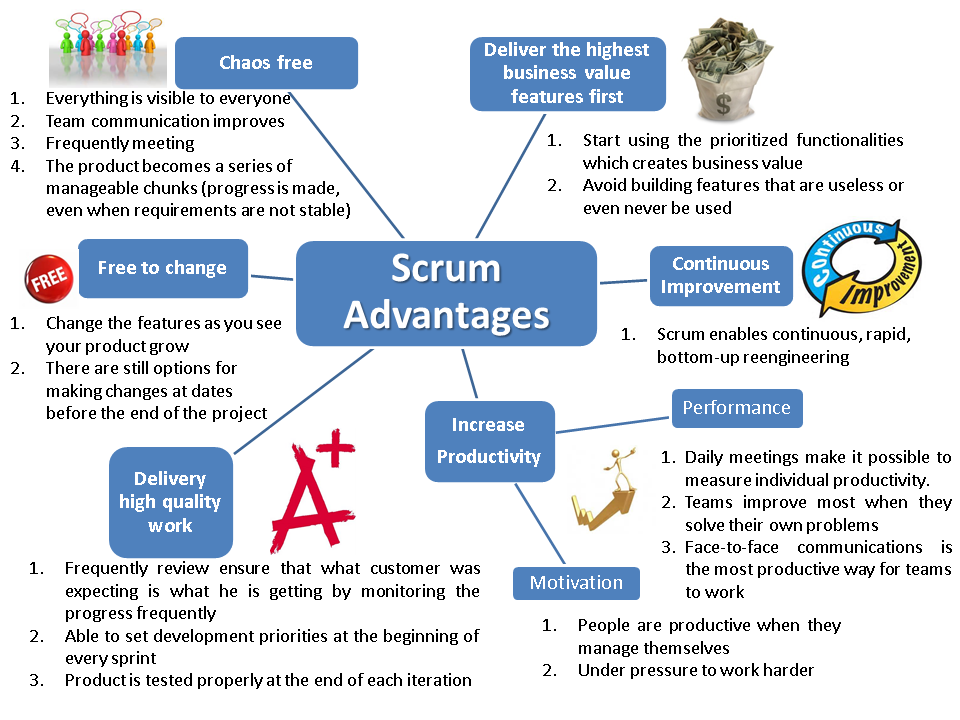 Chaos free
1. Everything is visible to everyone
2. Team communication improves
3. Frequently meeting
4. The product becomes a series of
manageable chunks (progress is made,
even when requirements are not stable)
Deliver the highest
business value
features first
$
1. Start using the prioritized functionalities
which creates business value
2. Avoid building features that are useless or
even never be used
FREE
Free to change
1. Change the features as you see
your product grow
2. There are still options for
making changes at dates
before the end of the project
Scrum
Advantages
Continuous
Improvement
Continuous
Improvement
1. Scrum enables continuous, rapid,
bottom-up reengineering
Increase
Productivity
Performance
1. Daily meetings make it possible to
measure individual productivity.
2. Teams improve most when they
solve their own problems
3. Face-to-face communications is
the most productive way for teams
to work
Delivery
high quality
work
A+
1. Frequently review ensure that what customer was
expecting is what he is getting by monitoring the
progress frequently
2. Able to set development priorities at the beginning of
every sprint
3. Product is tested properly at the end of each iteration
Motivation
1. People are productive when they
manage themselves
2. Under pressure to work harder